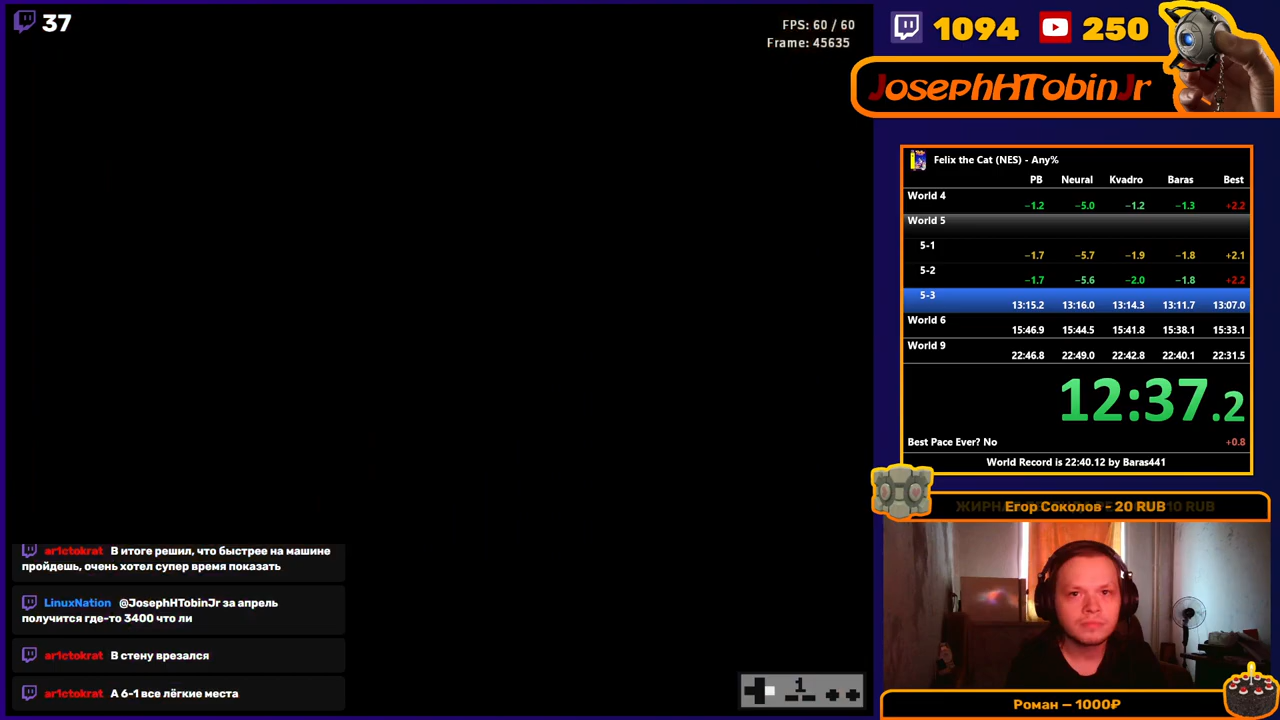 37
FPS: 60 / 60
Frame: 45635
1094
250
JosephHTobinJr
Felix the Cat (NES) - Any%
PB Neural Kvadro Baras Best
World 4
−1.2 −5.0 −1.2 −1.3 +2.2
World 5
5-1
−1.7 −5.7 −1.9 −1.8 +2.1
5-2
−1.7 −5.6 −2.0 −1.8 +2.2
5-3
13:15.2 13:16.0 13:14.3 13:11.7 13:07.0
World 6
15:46.9 15:44.5 15:41.8 15:38.1 15:33.1
World 9
22:46.8 22:49.0 22:42.8 22:40.1 22:31.5
12:37.2
Best Pace Ever? No +0.8
World Record is 22:40.12 by Baras441
Егор Соколов - 20 RUB
ar1ctokrat В итоге решил, что быстрее на машине
пройдешь, очень хотел супер время показать
LinuxNation @JosephHTobinJr за апрель
получится где-то 3400 что ли
ar1ctokrat В стену врезался
ar1ctokrat А 6-1 все лёгкие места
1
Роман — 1000₽